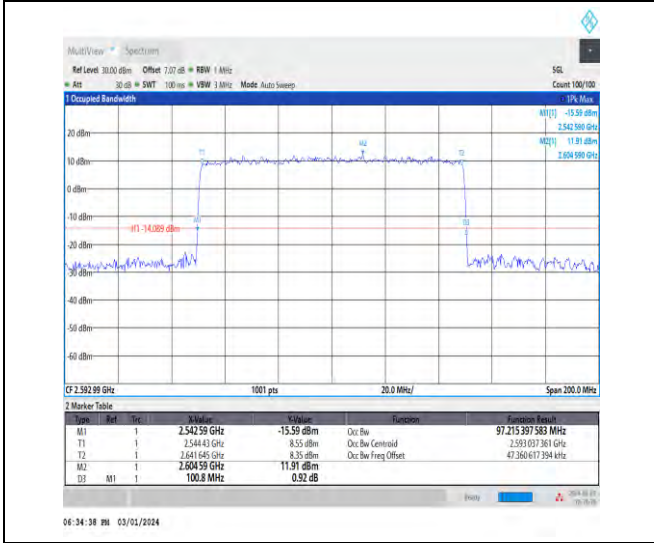 MultiView Spectrum
Ref Level 30.00 dBm Offset 7.07 dB RBW 1 MHz SGL
Att 30 dB SWT 100 ms VBW 3 MHz Mode Auto Sweep Count 100/100
1 Occupied Bandwidth 1Pk Max
M1[1] -15.59 dBm
2.542 590 GHz
M2[1] 11.91 dBm
2.604 590 GHz
20 dBm
M2
T1 T2
10 dBm
0 dBm
-10 dBm
M1 D3
H1 -14.089 dBm
-20 dBm
-30 dBm
-40 dBm
-50 dBm
-60 dBm
CF 2.592 99 GHz 1001 pts 20.0 MHz/ Span 200.0 MHz
2 Marker Table
Type Ref Trc X-Value Y-Value Function Function Result
M1 1 2.542 59 GHz -15.59 dBm Occ Bw 97.215 397 583 MHz
T1 1 2.544 43 GHz 8.55 dBm Occ Bw Centroid 2.593 037 361 GHz
T2 1 2.641 645 GHz 8.35 dBm Occ Bw Freq Offset 47.360 617 394 kHz
M2 1 2.604 59 GHz 11.91 dBm
D3 M1 1 100.8 MHz 0.92 dB
Ready
06:34:38 PM 03/01/2024